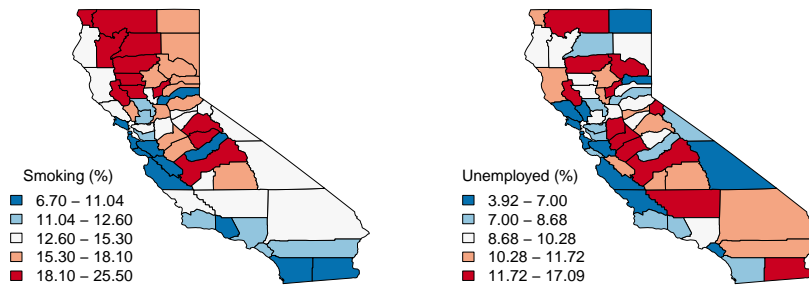 Smoking (%)
6.70 – 11.04
11.04 – 12.60
12.60 – 15.30
15.30 – 18.10
18.10 – 25.50
Unemployed (%)
3.92 – 7.00
7.00 – 8.68
8.68 – 10.28
10.28 – 11.72
11.72 – 17.09